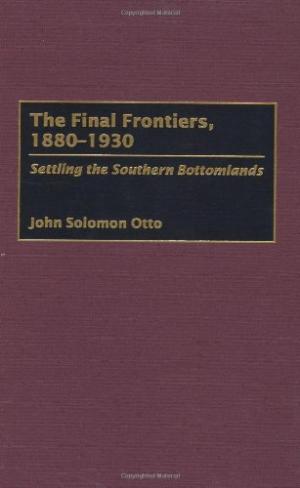 The Final Frontiers,
1880–1930
Settling the Southern Bottomlands
John Solomon Otto